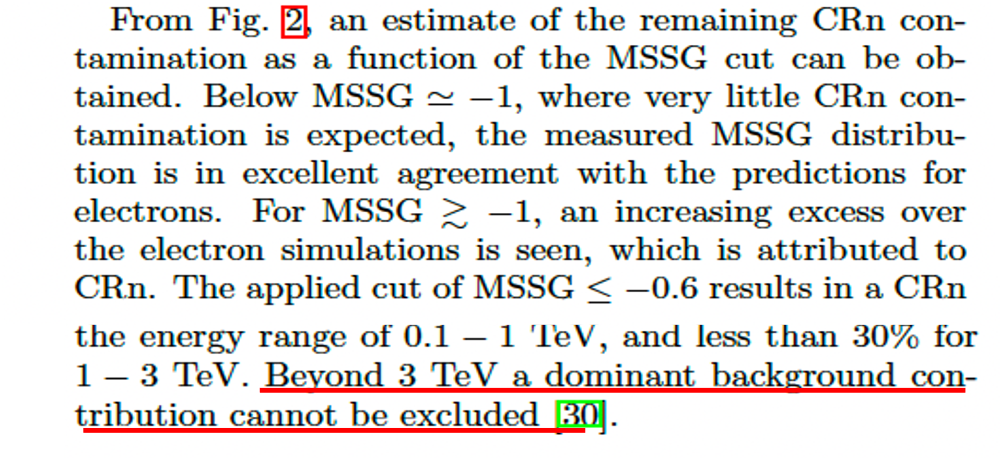 From Fig. 2, an estimate of the remaining CRn con-
tamination as a function of the MSSG cut can be ob-
tained. Below MSSG ≃ −1, where very little CRn con-
tamination is expected, the measured MSSG distribu-
tion is in excellent agreement with the predictions for
electrons. For MSSG ≳ −1, an increasing excess over
the electron simulations is seen, which is attributed to
CRn. The applied cut of MSSG ≤ −0.6 results in a CRn
the energy range of 0.1 − 1 TeV, and less than 30% for
1 − 3 TeV. Beyond 3 TeV a dominant background con-
tribution cannot be excluded [30].